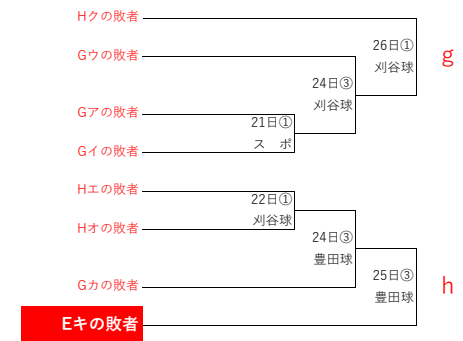 Hクの敗者
26日①
Gウの敗者
刈谷球
g
24日③
刈谷球
Gアの敗者
21日①
ス　ポ
Gイの敗者
Hエの敗者
22日①
刈谷球
Hオの敗者
24日③
豊田球
25日③
Gカの敗者
豊田球
h
Eキの敗者